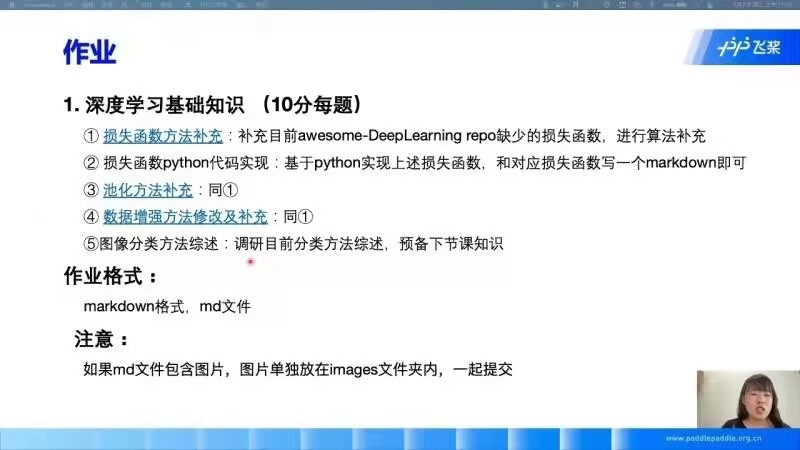 作业
飞桨
1. 深度学习基础知识 （10分每题）
① 损失函数方法补充：补充目前awesome-DeepLearning repo缺少的损失函数，进行算法补充
② 损失函数python代码实现：基于python实现上述损失函数，和对应损失函数写一个markdown即可
③ 池化方法补充：同①
④ 数据增强方法修改及补充：同①
⑤图像分类方法综述：调研目前分类方法综述，预备下节课知识
作业格式：
markdown格式，md文件
注意：
如果md文件包含图片，图片单独放在images文件夹内，一起提交
www.paddlepaddle.org.cn